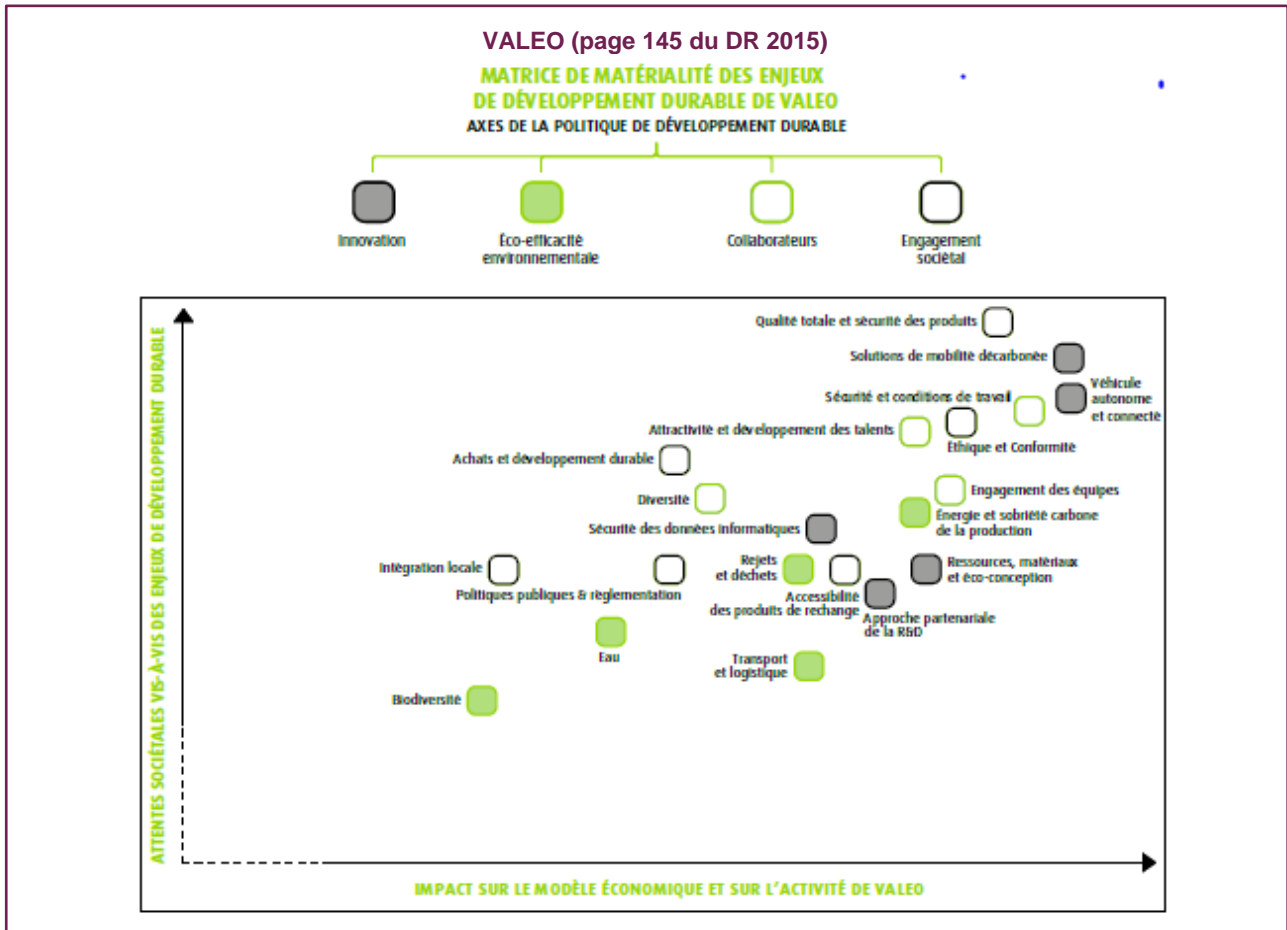 VALEO (page 145 du DR 2015)
MATRICE DE MATÉRIALITÉ DES ENJEUX
DE DÉVELOPPEMENT DURABLE DE VALEO
AXES DE LA POLITIQUE DE DÉVELOPPEMENT DURABLE
Innovation
Éco-efficacité
environnementale
Collaborateurs
Engagement
sociétal
ATTENTES SOCIÉTALES VIS-À-VIS DES ENJEUX DE DÉVELOPPEMENT DURABLE
Qualité totale et sécurité des produits
Solutions de mobilité décarbonée
Véhicule
autonome
et connecté
Sécurité et conditions de travail
Attractivité et développement des talents
Éthique et Conformité
Achats et développement durable
Diversité
Engagement des équipes
Énergie et sobriété carbone
de la production
Sécurité des données informatiques
Intégration locale
Politiques publiques & règlementation
Rejets
et déchets
Accessibilité
des produits de rechange
Ressources, matériaux
et éco-conception
Approche partenariale
de la R&D
Eau
Transport
et logistique
Biodiversité
IMPACT SUR LE MODÈLE ÉCONOMIQUE ET SUR L'ACTIVITÉ DE VALEO